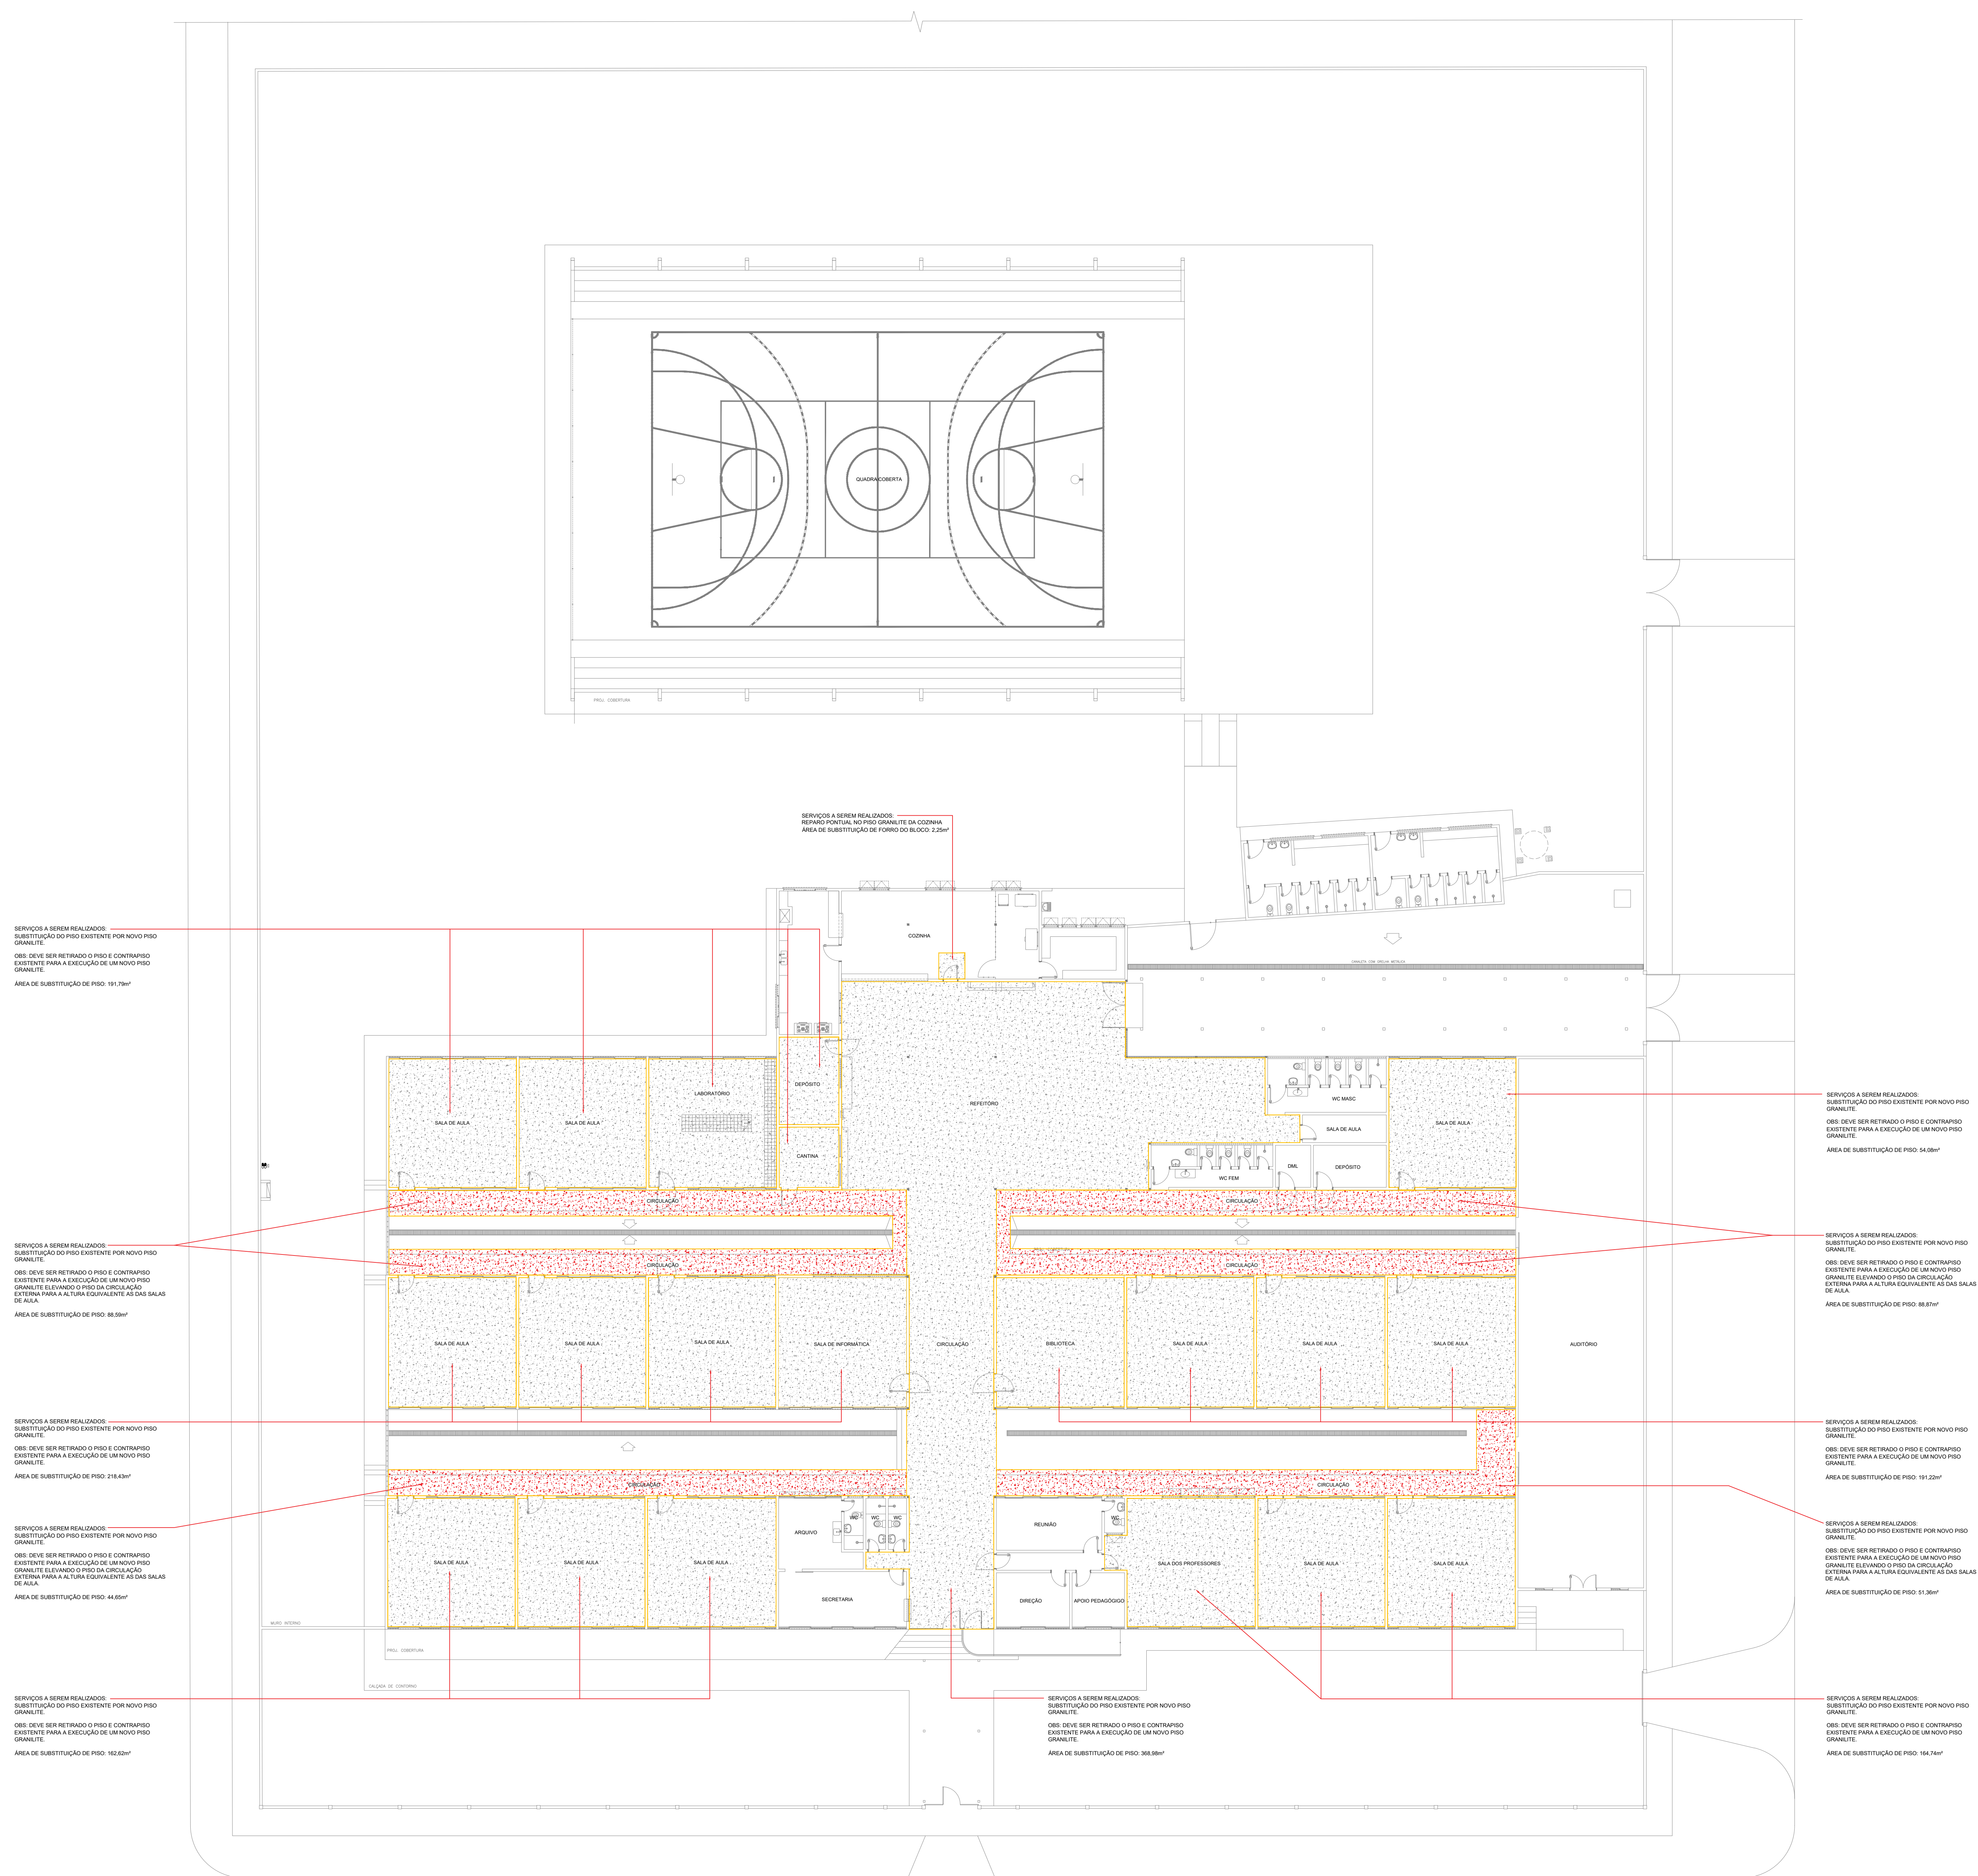 QUADRA COBERTA
PROJ. COBERTURA
SERVIÇOS A SEREM REALIZADOS:
REPARO PONTUAL NO PISO GRANILITE DA COZINHA
ÁREA DE SUBSTITUIÇÃO DE FORRO DO BLOCO: 2,25m²
SERVIÇOS A SEREM REALIZADOS:
SUBSTITUIÇÃO DO PISO EXISTENTE POR NOVO PISO
GRANILITE.
OBS: DEVE SER RETIRADO O PISO E CONTRAPISO
EXISTENTE PARA A EXECUÇÃO DE UM NOVO PISO
GRANILITE.
ÁREA DE SUBSTITUIÇÃO DE PISO: 191,79m²
COZINHA
CANALETA COM GRELHA METÁLICA
DEPÓSITO
LABORATÓRIO
REFEITÓRO
WC MASC
SALA DE AULA
SALA DE AULA
SALA DE AULA
SALA DE AULA
CANTINA
DML
DEPÓSITO
WC FEM
SERVIÇOS A SEREM REALIZADOS:
SUBSTITUIÇÃO DO PISO EXISTENTE POR NOVO PISO
GRANILITE.
OBS: DEVE SER RETIRADO O PISO E CONTRAPISO
EXISTENTE PARA A EXECUÇÃO DE UM NOVO PISO
GRANILITE.
ÁREA DE SUBSTITUIÇÃO DE PISO: 54,08m²
CIRCULAÇÃO
CIRCULAÇÃO
SERVIÇOS A SEREM REALIZADOS:
SUBSTITUIÇÃO DO PISO EXISTENTE POR NOVO PISO
GRANILITE.
OBS: DEVE SER RETIRADO O PISO E CONTRAPISO
EXISTENTE PARA A EXECUÇÃO DE UM NOVO PISO
GRANILITE ELEVANDO O PISO DA CIRCULAÇÃO
EXTERNA PARA A ALTURA EQUIVALENTE AS DAS SALAS
DE AULA.
ÁREA DE SUBSTITUIÇÃO DE PISO: 88,59m²
CIRCULAÇÃO
CIRCULAÇÃO
SERVIÇOS A SEREM REALIZADOS:
SUBSTITUIÇÃO DO PISO EXISTENTE POR NOVO PISO
GRANILITE.
OBS: DEVE SER RETIRADO O PISO E CONTRAPISO
EXISTENTE PARA A EXECUÇÃO DE UM NOVO PISO
GRANILITE ELEVANDO O PISO DA CIRCULAÇÃO
EXTERNA PARA A ALTURA EQUIVALENTE AS DAS SALAS
DE AULA.
ÁREA DE SUBSTITUIÇÃO DE PISO: 88,87m²
SALA DE AULA
SALA DE AULA
SALA DE AULA
SALA DE INFORMÁTICA
CIRCULAÇÃO
BIBLIOTECA
SALA DE AULA
SALA DE AULA
SALA DE AULA
AUDITÓRIO
SERVIÇOS A SEREM REALIZADOS:
SUBSTITUIÇÃO DO PISO EXISTENTE POR NOVO PISO
GRANILITE.
OBS: DEVE SER RETIRADO O PISO E CONTRAPISO
EXISTENTE PARA A EXECUÇÃO DE UM NOVO PISO
GRANILITE.
ÁREA DE SUBSTITUIÇÃO DE PISO: 218,43m²
SERVIÇOS A SEREM REALIZADOS:
SUBSTITUIÇÃO DO PISO EXISTENTE POR NOVO PISO
GRANILITE.
OBS: DEVE SER RETIRADO O PISO E CONTRAPISO
EXISTENTE PARA A EXECUÇÃO DE UM NOVO PISO
GRANILITE.
ÁREA DE SUBSTITUIÇÃO DE PISO: 191,22m²
CIRCULAÇÃO
CIRCULAÇÃO
SERVIÇOS A SEREM REALIZADOS:
SUBSTITUIÇÃO DO PISO EXISTENTE POR NOVO PISO
GRANILITE.
OBS: DEVE SER RETIRADO O PISO E CONTRAPISO
EXISTENTE PARA A EXECUÇÃO DE UM NOVO PISO
GRANILITE ELEVANDO O PISO DA CIRCULAÇÃO
EXTERNA PARA A ALTURA EQUIVALENTE AS DAS SALAS
DE AULA.
ÁREA DE SUBSTITUIÇÃO DE PISO: 44,65m²
SERVIÇOS A SEREM REALIZADOS:
SUBSTITUIÇÃO DO PISO EXISTENTE POR NOVO PISO
GRANILITE.
OBS: DEVE SER RETIRADO O PISO E CONTRAPISO
EXISTENTE PARA A EXECUÇÃO DE UM NOVO PISO
GRANILITE ELEVANDO O PISO DA CIRCULAÇÃO
EXTERNA PARA A ALTURA EQUIVALENTE AS DAS SALAS
DE AULA.
ÁREA DE SUBSTITUIÇÃO DE PISO: 51,36m²
ARQUIVO
WC
WC
WC
REUNIÃO
WC
SALA DE AULA
SALA DE AULA
SALA DE AULA
SALA DOS PROFESSORES
SALA DE AULA
SALA DE AULA
SECRETARIA
DIREÇÃO
APOIO PEDAGÓGIGO
MURO INTERNO
PROJ. COBERTURA
CALÇADA DE CONTORNO
SERVIÇOS A SEREM REALIZADOS:
SUBSTITUIÇÃO DO PISO EXISTENTE POR NOVO PISO
GRANILITE.
OBS: DEVE SER RETIRADO O PISO E CONTRAPISO
EXISTENTE PARA A EXECUÇÃO DE UM NOVO PISO
GRANILITE.
ÁREA DE SUBSTITUIÇÃO DE PISO: 162,62m²
SERVIÇOS A SEREM REALIZADOS:
SUBSTITUIÇÃO DO PISO EXISTENTE POR NOVO PISO
GRANILITE.
OBS: DEVE SER RETIRADO O PISO E CONTRAPISO
EXISTENTE PARA A EXECUÇÃO DE UM NOVO PISO
GRANILITE.
ÁREA DE SUBSTITUIÇÃO DE PISO: 368,98m²
SERVIÇOS A SEREM REALIZADOS:
SUBSTITUIÇÃO DO PISO EXISTENTE POR NOVO PISO
GRANILITE.
OBS: DEVE SER RETIRADO O PISO E CONTRAPISO
EXISTENTE PARA A EXECUÇÃO DE UM NOVO PISO
GRANILITE.
ÁREA DE SUBSTITUIÇÃO DE PISO: 164,74m²